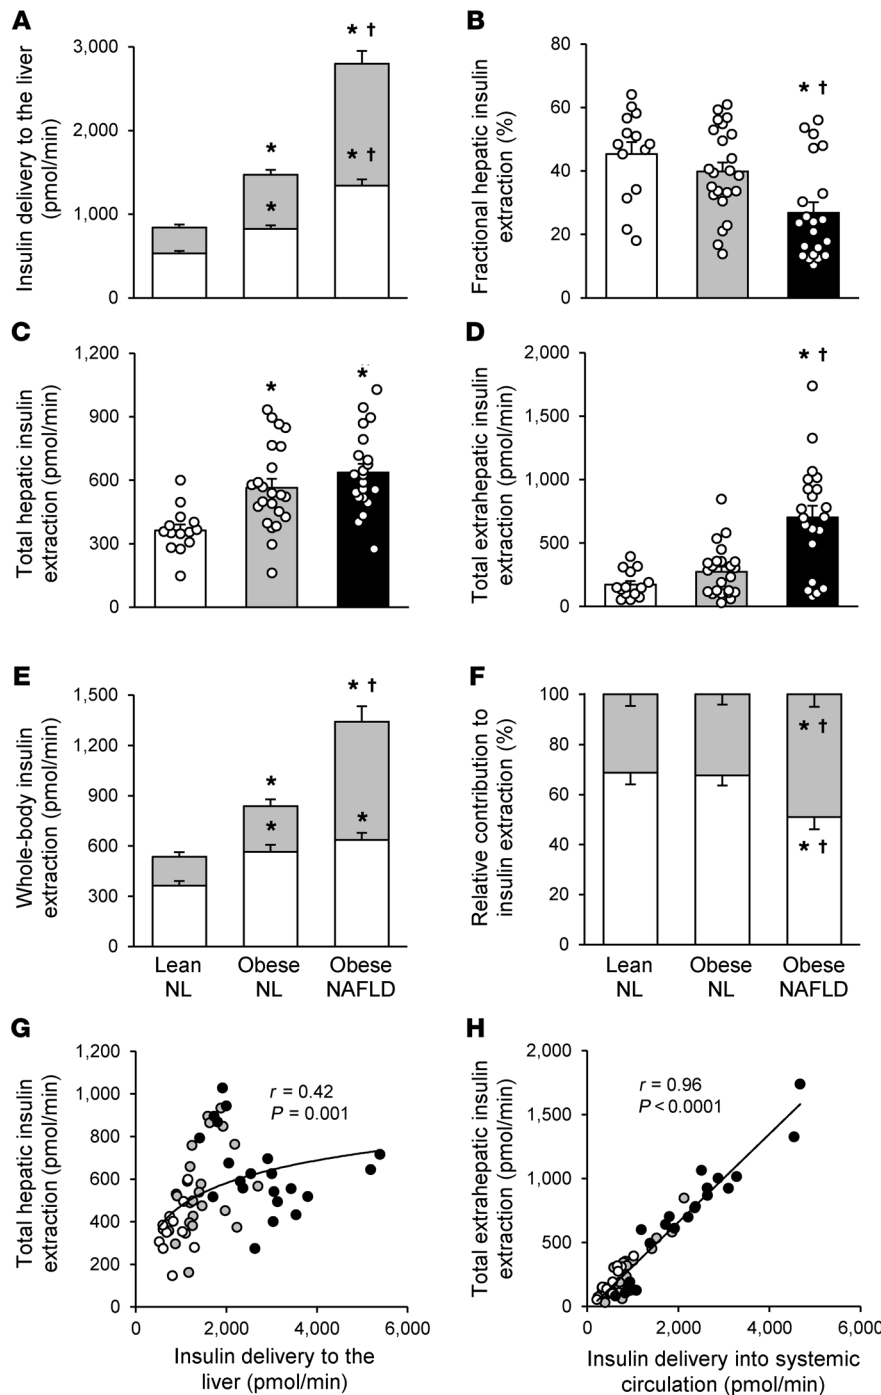 A
Insulin delivery to the liver
(pmol/min)
3,000
2,000
1,000
0
*
*
* †
* †
B
Fractional hepatic insulin
extraction (%)
80
60
40
20
0
* †
C
Total hepatic insulin
extraction (pmol/min)
1,200
900
600
300
0
*
*
D
Total extrahepatic insulin
extraction (pmol/min)
2,000
1,500
1,000
500
0
* †
E
Whole-body insulin
extraction (pmol/min)
1,500
1,200
900
600
300
0
*
*
* †
*
Lean
NL
Obese
NL
Obese
NAFLD
F
Relative contribution to
insulin extraction (%)
100
80
60
40
20
0
* †
* †
Lean
NL
Obese
NL
Obese
NAFLD
G
Total hepatic insulin
extraction (pmol/min)
1,200
1,000
800
600
400
200
0
r = 0.42
P = 0.001
0
2,000
4,000
6,000
Insulin delivery to the
liver (pmol/min)
H
Total extrahepatic insulin
extraction (pmol/min)
2,000
1,500
1,000
500
0
r = 0.96
P < 0.0001
0
2,000
4,000
6,000
Insulin delivery into systemic
circulation (pmol/min)